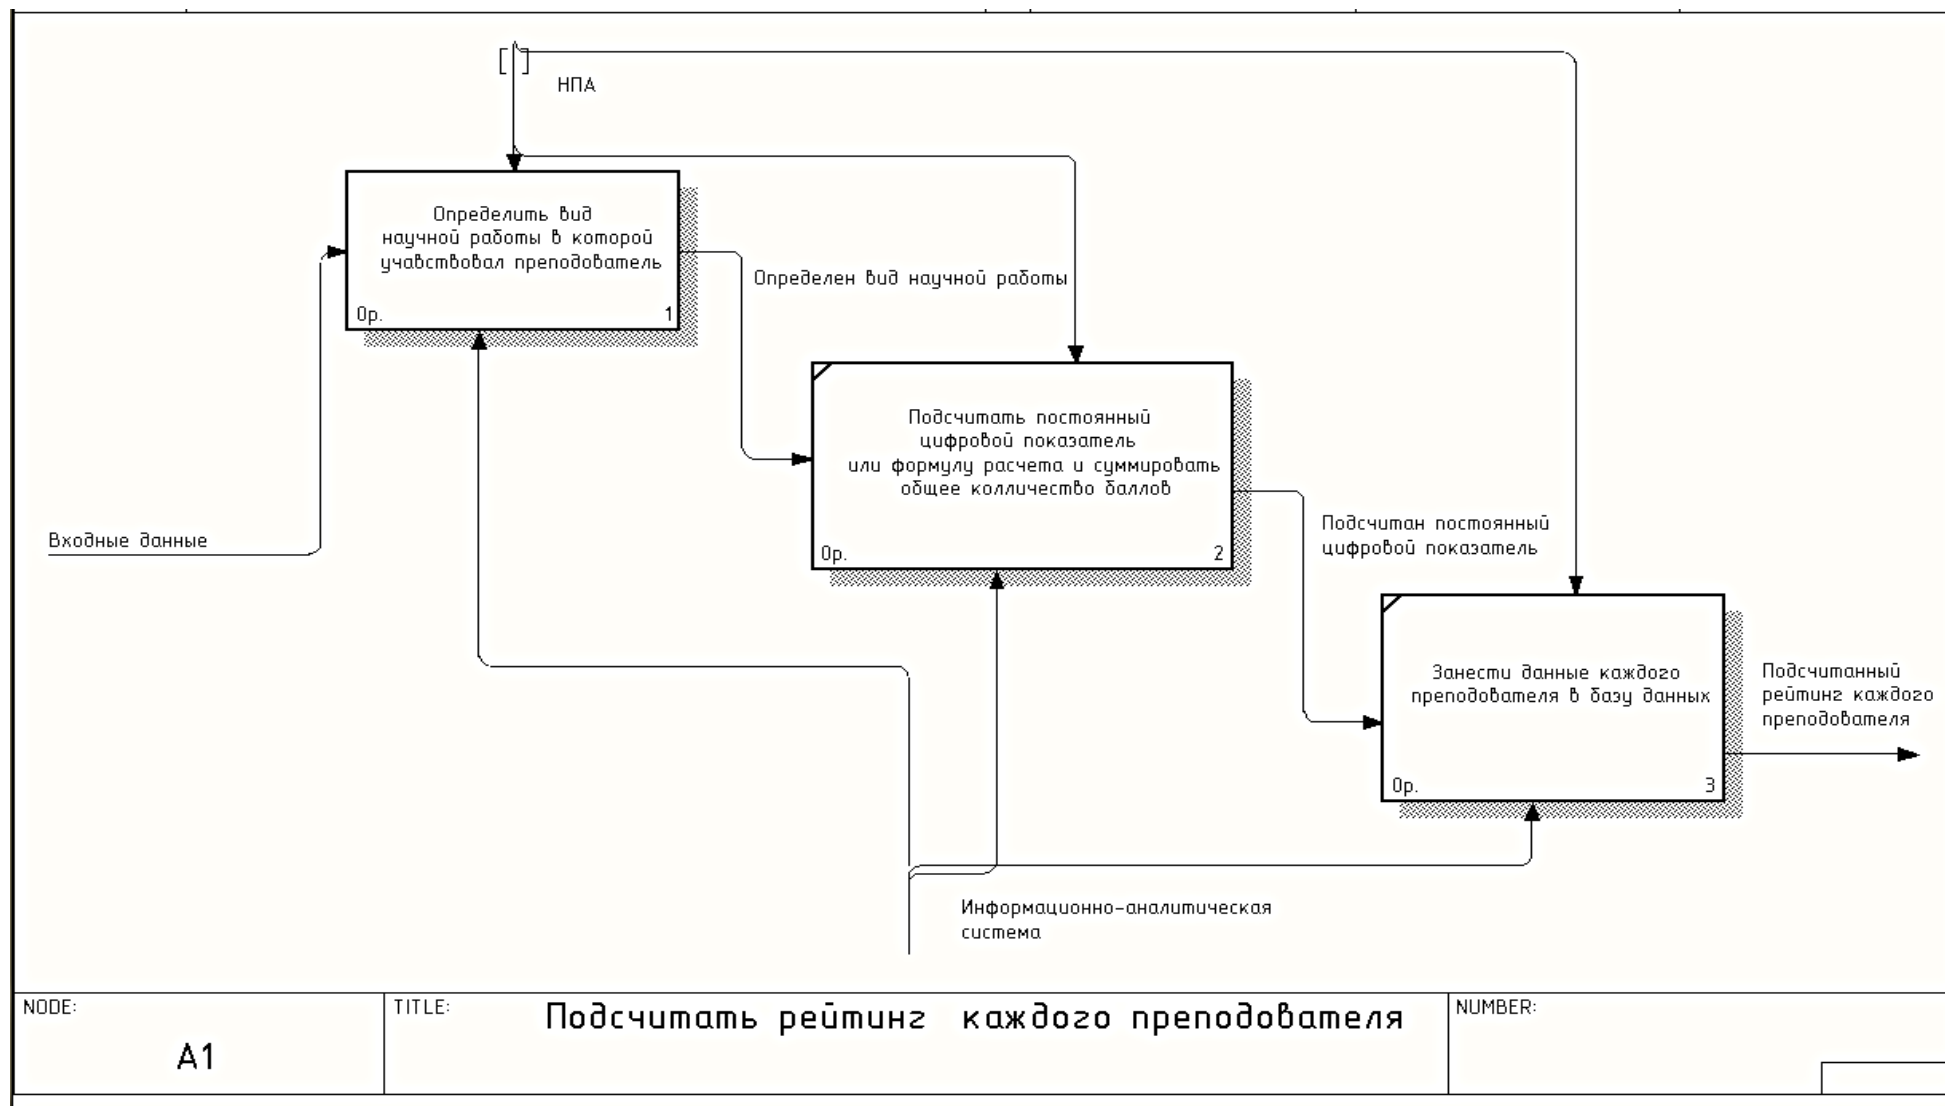 НПА
Определить вид
научной работы в которой
учавствовал преподователь
0р.
1
Определен вид научной работы
Подсчитать постоянный
цифровой показатель
или формулу расчета и суммировать
общее колличество баллов
0р.
2
Входные данные
Подсчитан постоянный
цифровой показатель
Занести данные каждого
преподователя в базу данных
0р.
3
Подсчитанный
рейтинг каждого
преподователя
Информационно-аналитическая
система
NODE:
A1
TITLE:
Подсчитать рейтинг каждого преподователя
NUMBER: